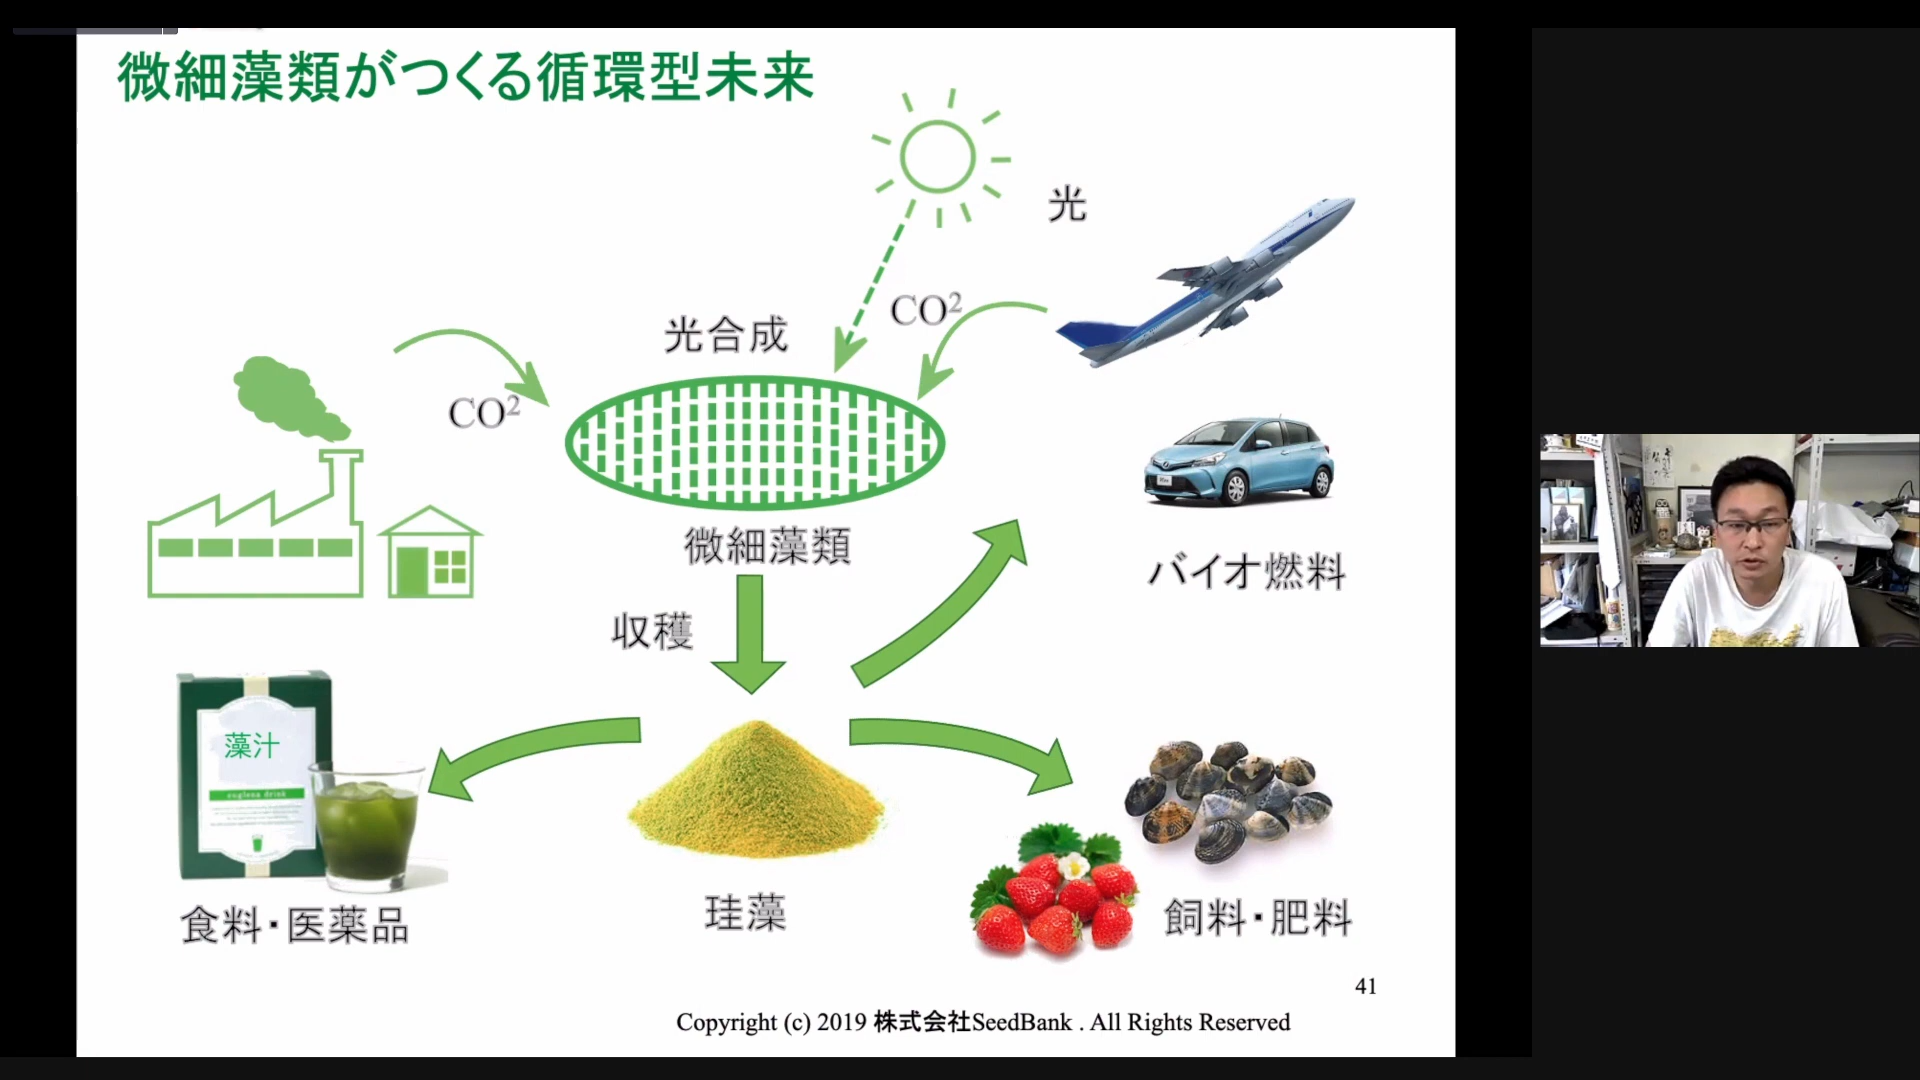 微細藻類がつくる循環型未来
光
CO²
光合成
CO²
微細藻類
バイオ燃料
収穫
藻汁
euglena drink
食料・医薬品
珪藻
飼料・肥料
41
Copyright (c) 2019 株式会社SeedBank . All Rights Reserved